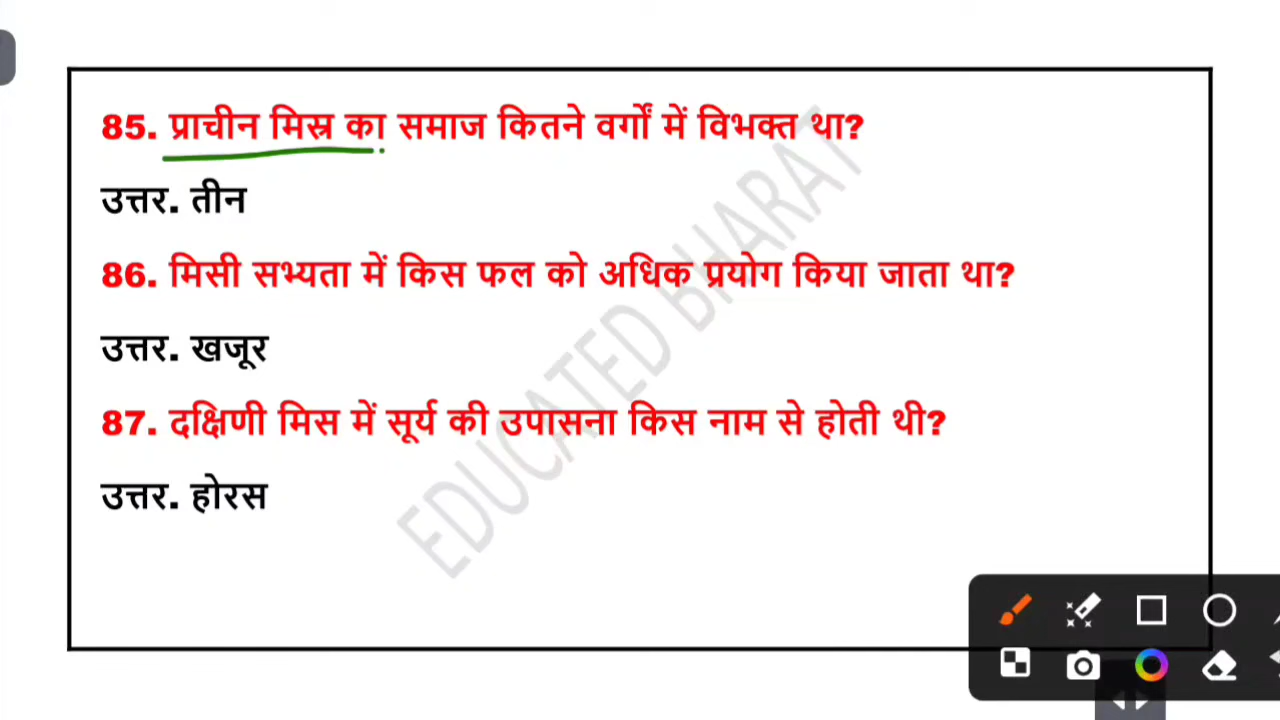 85. प्राचीन मिस्र का समाज कितने वर्गों में विभक्त था?
उत्तर. तीन
86. मिसी सभ्यता में किस फल को अधिक प्रयोग किया जाता था?
उत्तर. खजूर
87. दक्षिणी मिस में सूर्य की उपासना किस नाम से होती थी?
उत्तर. होरस
EDUCATED BHARAT